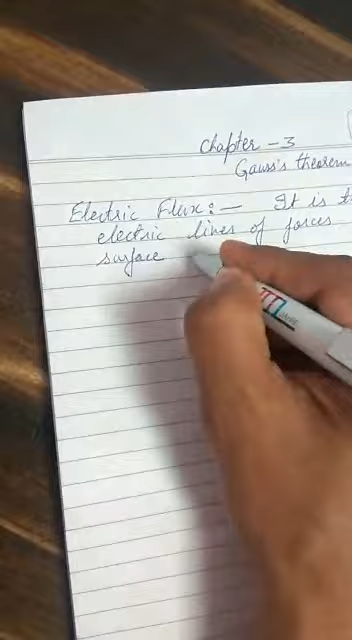 Chapter - 3
Gauss's theorem
Electric Flux :— It is
electric lines of forces
surface